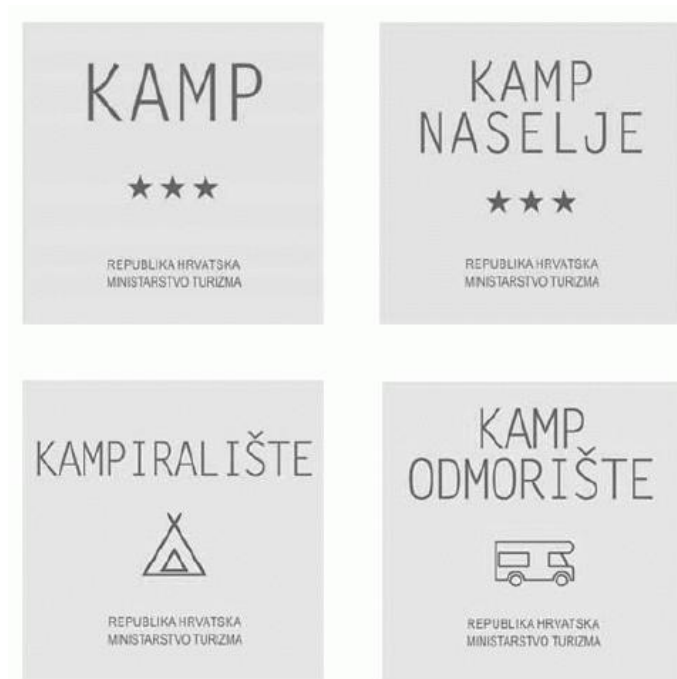 KAMP
REPUBLIKA HRVATSKA
MINISTARSTVO TURIZMA
KAMP
NASELJE
REPUBLIKA HRVATSKA
MINISTARSTVO TURIZMA
KAMPIRALIŠTE
REPUBLIKA HRVATSKA
MINISTARSTVO TURIZMA
KAMP
ODMORIŠTE
REPUBLIKA HRVATSKA
MINISTARSTVO TURIZMA